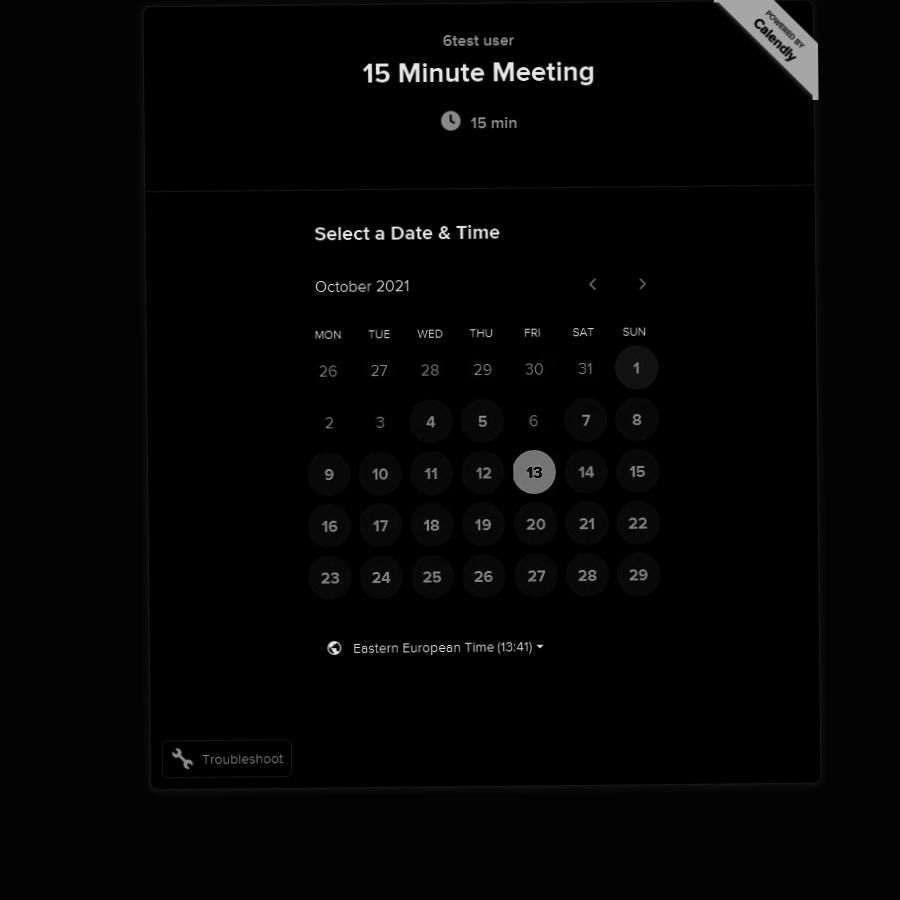 POWERED BY
Calendly
6test user
15 Minute Meeting
15 min
Select a Date & Time
October 2021
MON TUE WED THU FRI SAT SUN
26 27 28 29 30 31 1
2 3 4 5 6 7 8
9 10 11 12 13 14 15
16 17 18 19 20 21 22
23 24 25 26 27 28 29
Eastern European Time (13:41)
Troubleshoot